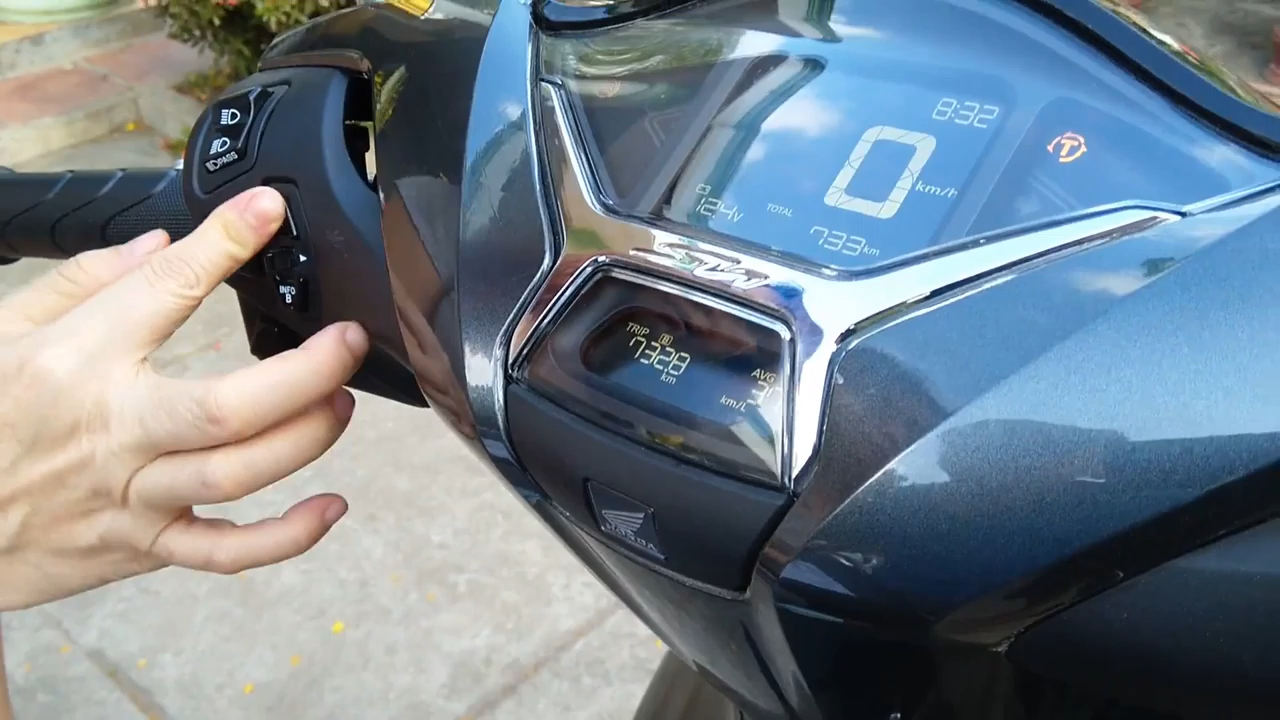 PASS
INFO
B
8:32
T
0 km/h
12.4V
TOTAL
733 km
TRIP B
732.8
km
AVG
km/L
HONDA